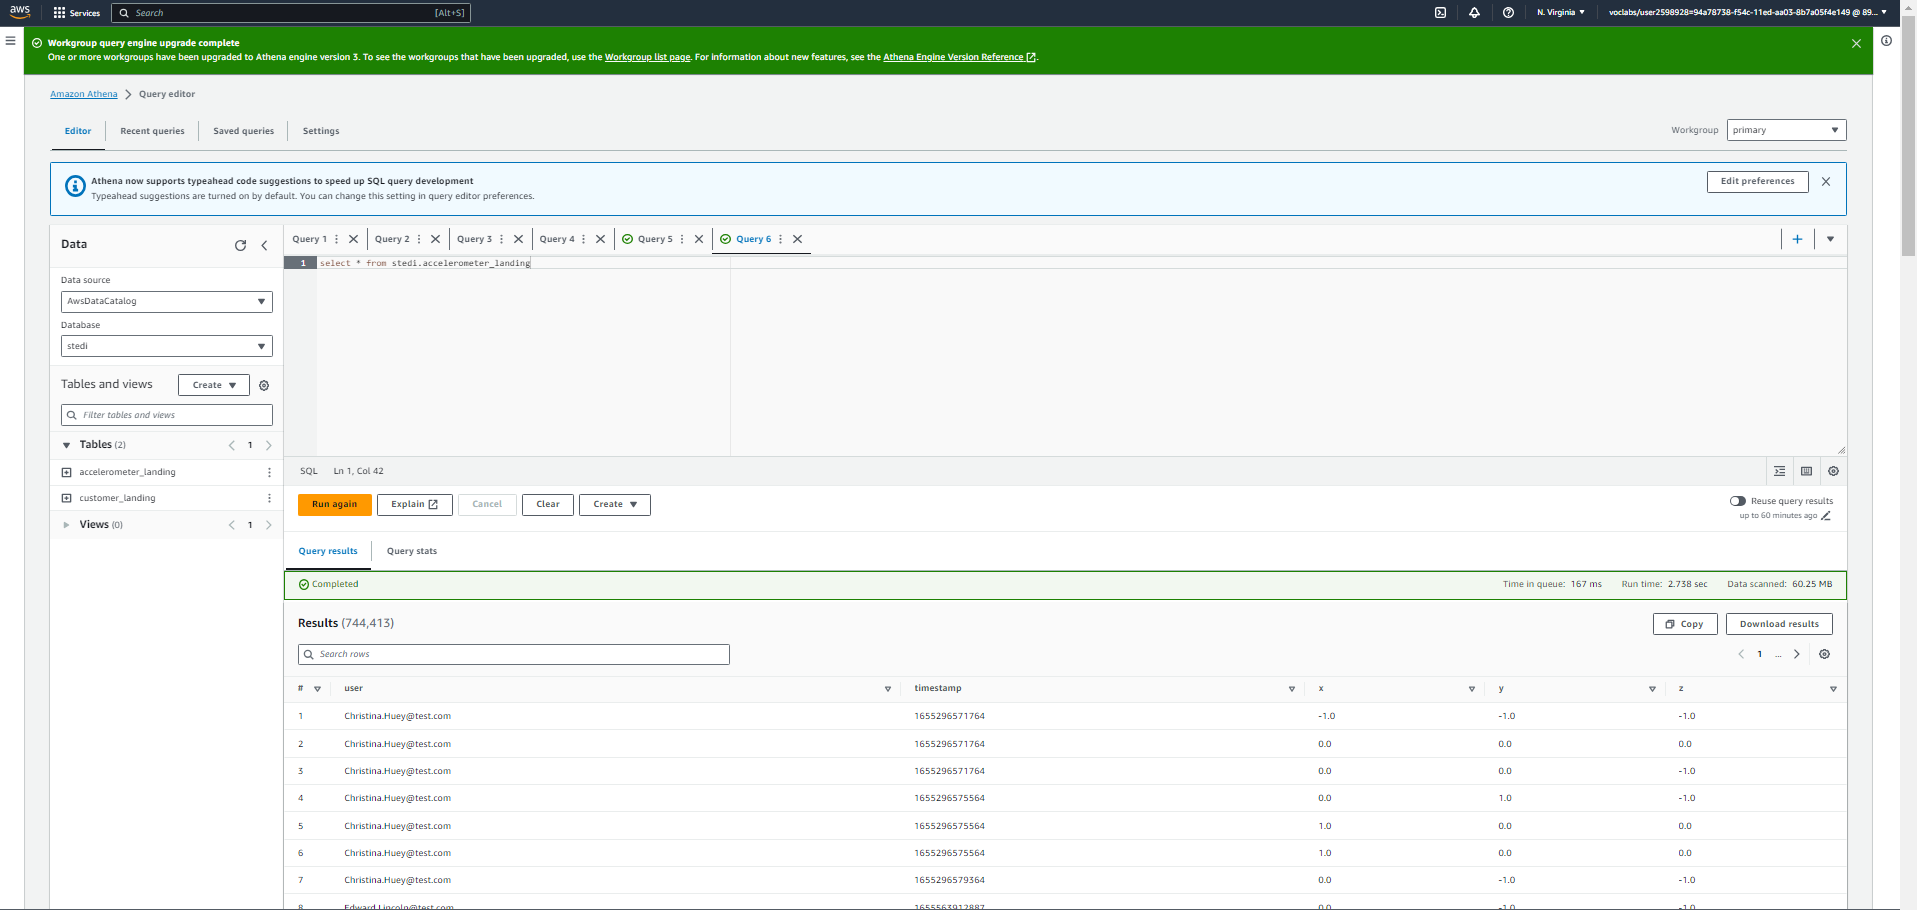 aws
Services
Search
[Alt+S]
N. Virginia
voclabs/user2598928=94a78738-f54c-11ed-aa03-8b7a05f4e149 @ 89...
Workgroup query engine upgrade complete
One or more workgroups have been upgraded to Athena engine version 3. To see the workgroups that have been upgraded, use the Workgroup list page. For information about new features, see the Athena Engine Version Reference.
Amazon Athena > Query editor
Editor
Recent queries
Saved queries
Settings
Workgroup
primary
Athena now supports typeahead code suggestions to speed up SQL query development
Typeahead suggestions are turned on by default. You can change this setting in query editor preferences.
Edit preferences
Data
Data source
AwsDataCatalog
Database
stedi
Tables and views
Create
Filter tables and views
Tables (2)
1
accelerometer_landing
customer_landing
Views (0)
1
Query 1
Query 2
Query 3
Query 4
Query 5
Query 6
1 select * from stedi.accelerometer_landing
SQL Ln 1, Col 42
Run again
Explain
Cancel
Clear
Create
Reuse query results
up to 60 minutes ago
Query results
Query stats
Completed
Time in queue: 167 ms Run time: 2.738 sec Data scanned: 60.25 MB
Results (744,413)
Copy
Download results
Search rows
1 ...
# user timestamp x y z
1 Christina.Huey@test.com 1655296571764 -1.0 -1.0 -1.0
2 Christina.Huey@test.com 1655296571764 0.0 0.0 0.0
3 Christina.Huey@test.com 1655296571764 0.0 0.0 -1.0
4 Christina.Huey@test.com 1655296575564 0.0 1.0 -1.0
5 Christina.Huey@test.com 1655296575564 1.0 0.0 0.0
6 Christina.Huey@test.com 1655296575564 1.0 0.0 0.0
7 Christina.Huey@test.com 1655296579364 0.0 -1.0 -1.0
8 Edward.Lincoln@test.com 1655563912887 0.0 -1.0 -1.0